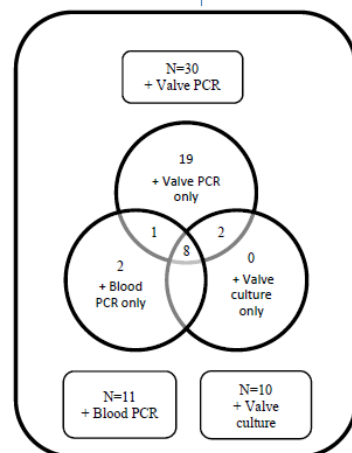 N=30
+ Valve PCR
19
+ Valve PCR
only
1
2
8
2
+ Blood
PCR only
0
+ Valve
culture
only
N=11
+ Blood PCR
N=10
+ Valve
culture